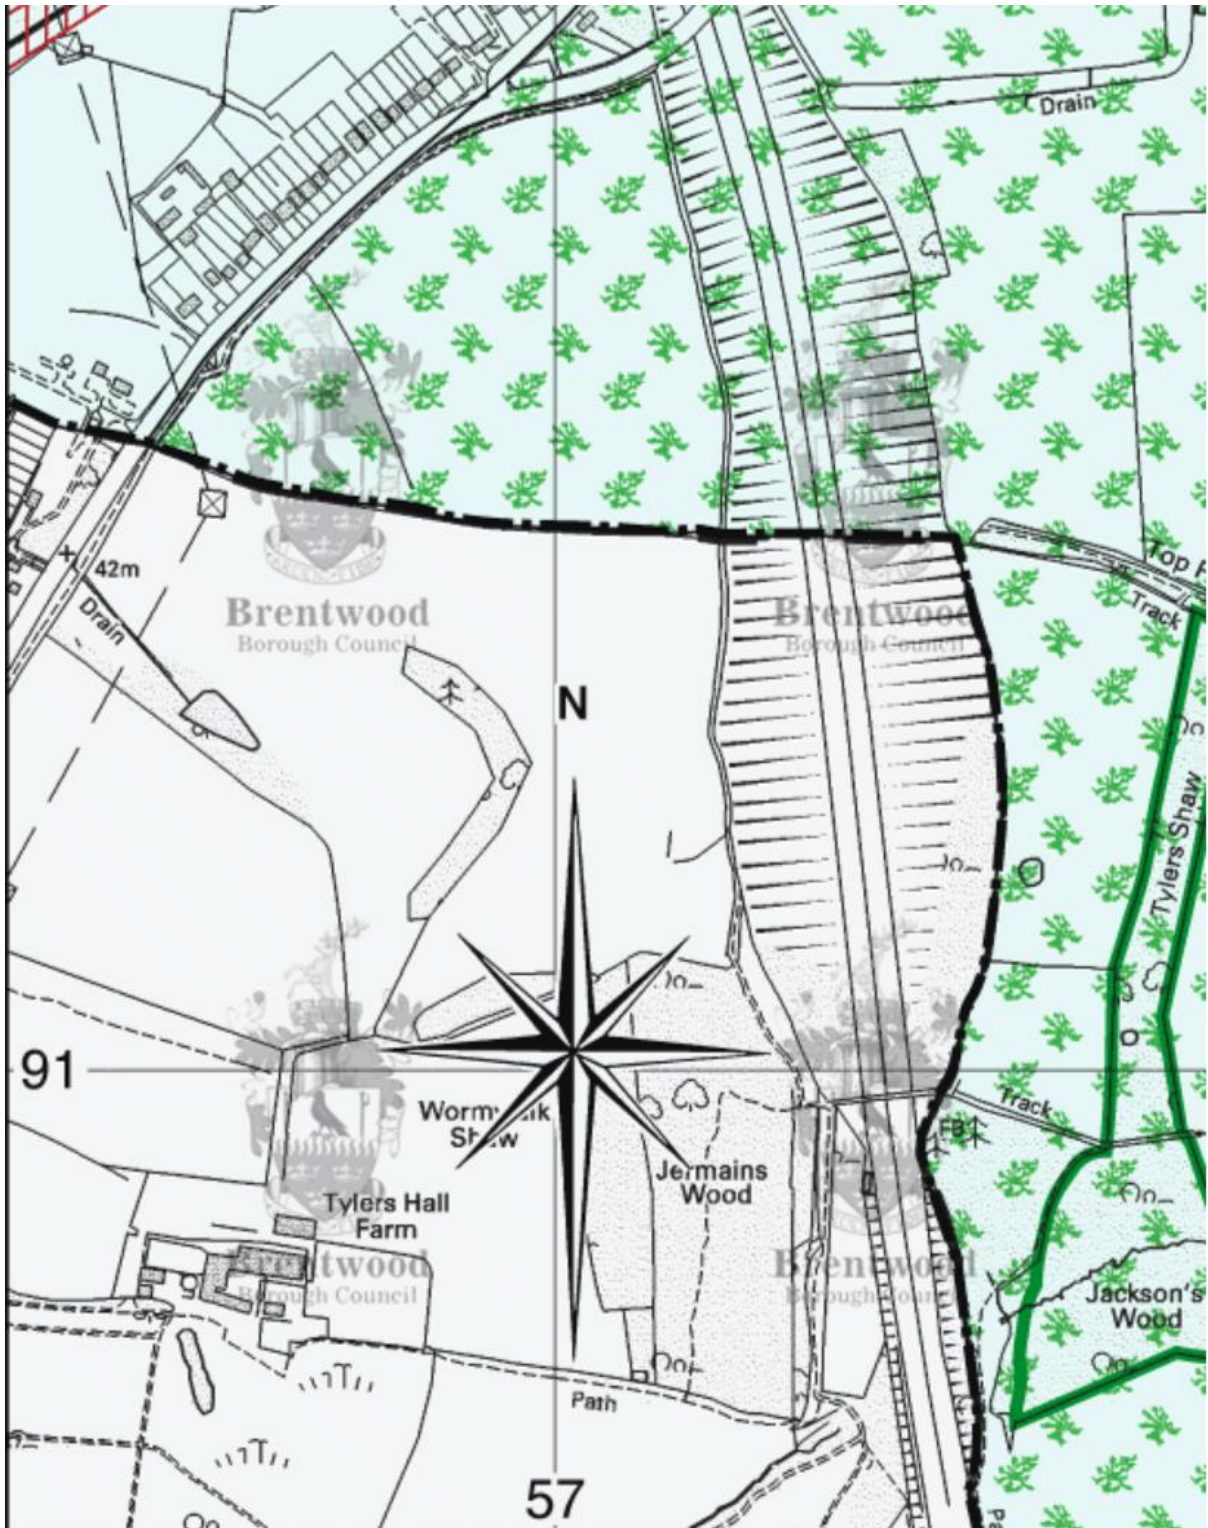 Drain
Top
Track
42m
Drain
Brentwood
Borough Council
Brentwood
Borough Council
N
Tylers Shaw
91
Track
FB
Shaw
Jermains
Wood
Tylers Hall
Farm
Brentwood
Borough Council
Brentwood
Borough Council
Jackson's
Wood
Path
57